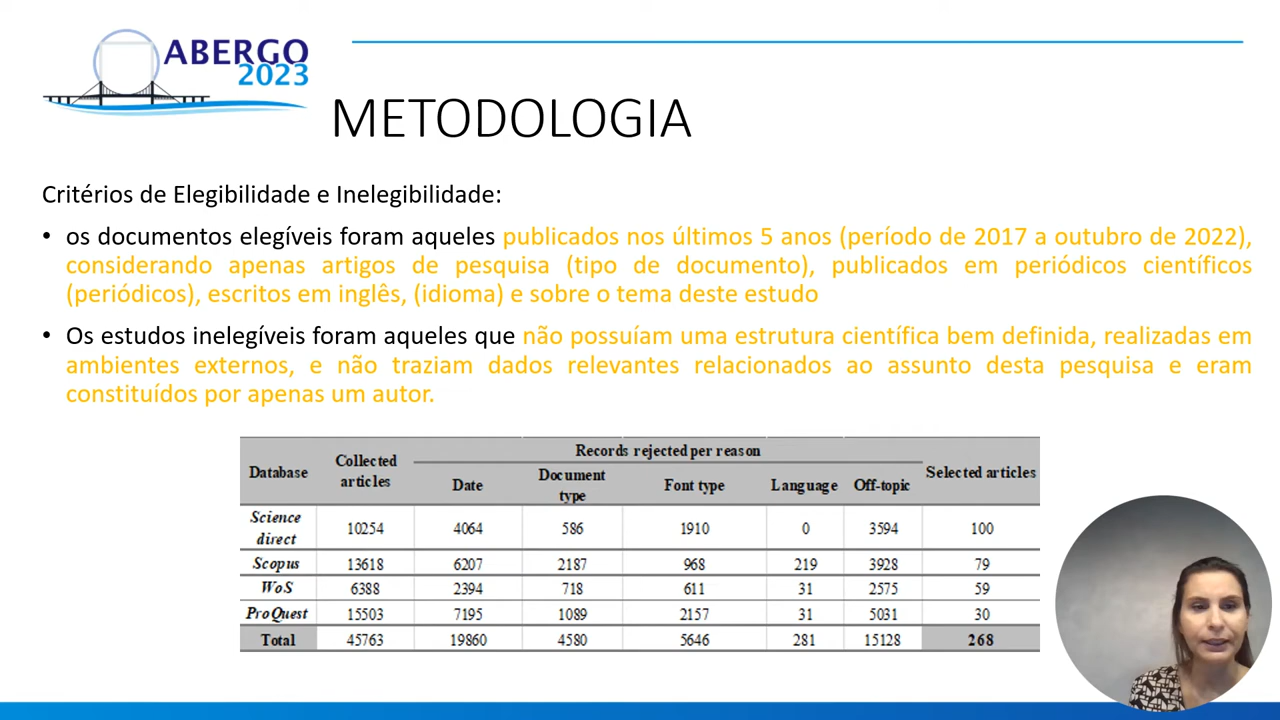 ABERGO
2023
METODOLOGIA
Critérios de Elegibilidade e Inelegibilidade:
• os documentos elegíveis foram aqueles publicados nos últimos 5 anos (período de 2017 a outubro de 2022),
considerando apenas artigos de pesquisa (tipo de documento), publicados em periódicos científicos
(periódicos), escritos em inglês, (idioma) e sobre o tema deste estudo
• Os estudos inelegíveis foram aqueles que não possuíam uma estrutura científica bem definida, realizadas em
ambientes externos, e não traziam dados relevantes relacionados ao assunto desta pesquisa e eram
constituídos por apenas um autor.
Database Collected articles Records rejected per reason Selected articles
Date Document type Font type Language Off-topic
Science direct 10254 4064 586 1910 0 3594 100
Scopus 13618 6207 2187 968 219 3928 79
WoS 6388 2394 718 611 31 2575 59
ProQuest 15503 7195 1089 2157 31 5031 30
Total 45763 19860 4580 5646 281 15128 268